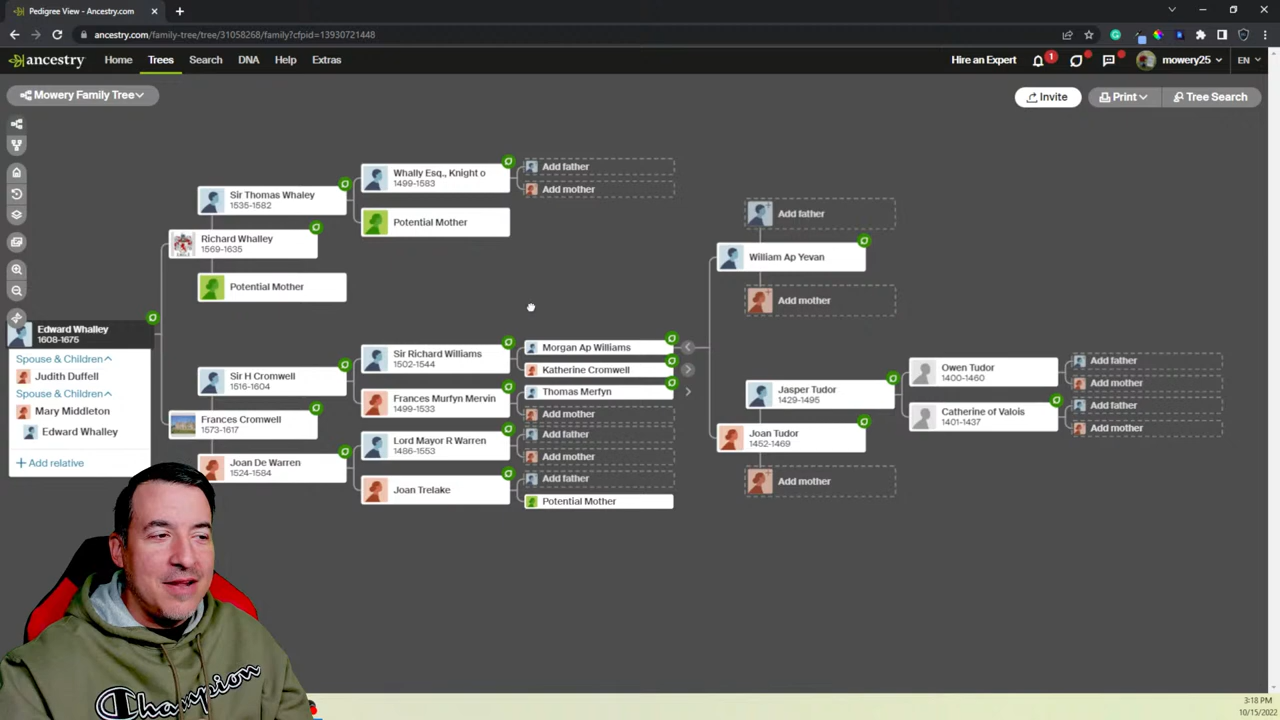 Pedigree View - Ancestry.com
ancestry.com/family-tree/tree/31058268/family?cfpid=13930721448
ancestry Home Trees Search DNA Help Extras Hire an Expert 1 mowery25 EN
Mowery Family Tree Invite Print Tree Search
Whally Esq., Knight o
1499-1583
Add father
Add mother
Sir Thomas Whaley
1535-1582
Potential Mother
Richard Whalley
1569-1635
Potential Mother
Edward Whalley
1608-1675
Spouse & Children
Judith Duffell
Spouse & Children
Mary Middleton
Edward Whalley
Add relative
Sir H Cromwell
1516-1604
Frances Cromwell
1573-1617
Joan De Warren
1524-1584
Sir Richard Williams
1502-1544
Frances Murfyn Mervin
1499-1533
Lord Mayor R Warren
1486-1553
Joan Trelake
Morgan Ap Williams
Katherine Cromwell
Thomas Merfyn
Add mother
Add father
Add mother
Add father
Potential Mother
Add father
William Ap Yevan
Add mother
Jasper Tudor
1429-1495
Joan Tudor
1452-1469
Add mother
Owen Tudor
1400-1460
Catherine of Valois
1401-1437
Add father
Add mother
Add father
Add mother
Champion
3:18 PM
10/15/2022